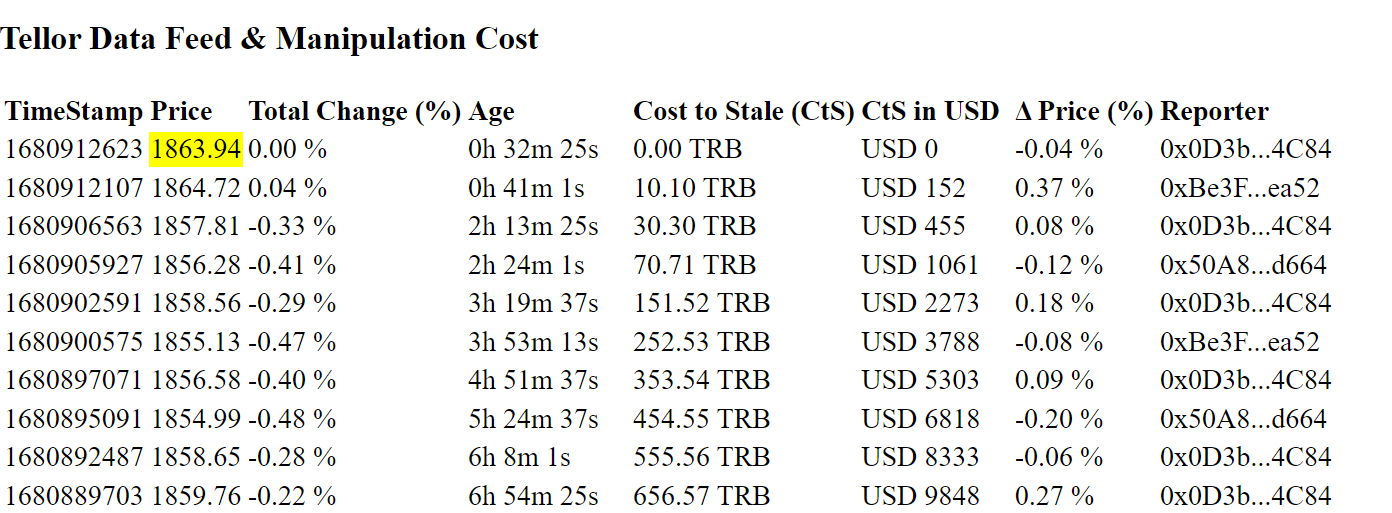 Tellor Data Feed & Manipulation Cost
TimeStamp Price Total Change (%) Age Cost to Stale (CtS) CtS in USD Δ Price (%) Reporter
1680912623 1863.94 0.00 % 0h 32m 25s 0.00 TRB USD 0 -0.04 % 0x0D3b...4C84
1680912107 1864.72 0.04 % 0h 41m 1s 10.10 TRB USD 152 0.37 % 0xBe3F...ea52
1680906563 1857.81 -0.33 % 2h 13m 25s 30.30 TRB USD 455 0.08 % 0x0D3b...4C84
1680905927 1856.28 -0.41 % 2h 24m 1s 70.71 TRB USD 1061 -0.12 % 0x50A8...d664
1680902591 1858.56 -0.29 % 3h 19m 37s 151.52 TRB USD 2273 0.18 % 0x0D3b...4C84
1680900575 1855.13 -0.47 % 3h 53m 13s 252.53 TRB USD 3788 -0.08 % 0xBe3F...ea52
1680897071 1856.58 -0.40 % 4h 51m 37s 353.54 TRB USD 5303 0.09 % 0x0D3b...4C84
1680895091 1854.99 -0.48 % 5h 24m 37s 454.55 TRB USD 6818 -0.20 % 0x50A8...d664
1680892487 1858.65 -0.28 % 6h 8m 1s 555.56 TRB USD 8333 -0.06 % 0x0D3b...4C84
1680889703 1859.76 -0.22 % 6h 54m 25s 656.57 TRB USD 9848 0.27 % 0x0D3b...4C84